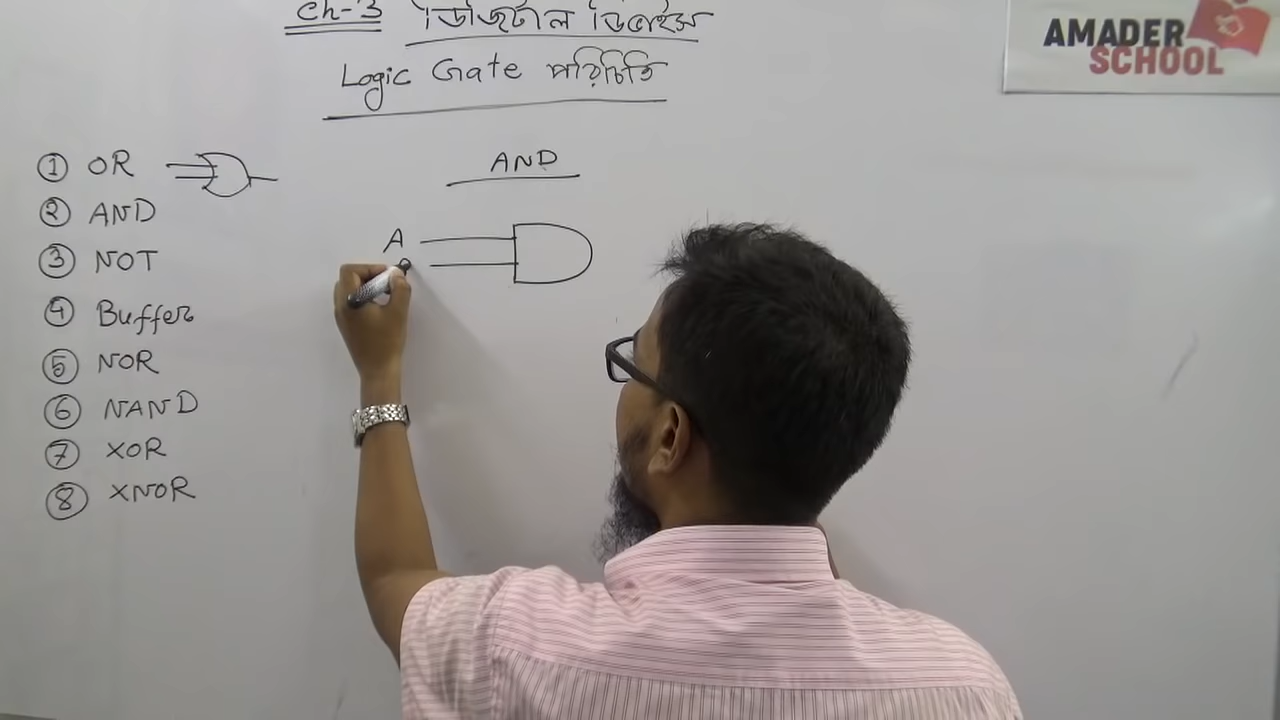 Ch-3 ডিজিটাল ডিভাইস
Logic Gate পরিচিতি
AMADER
SCHOOL
① OR
② AND
③ NOT
④ Buffer
⑤ NOR
⑥ NAND
⑦ XOR
⑧ XNOR
AND
A